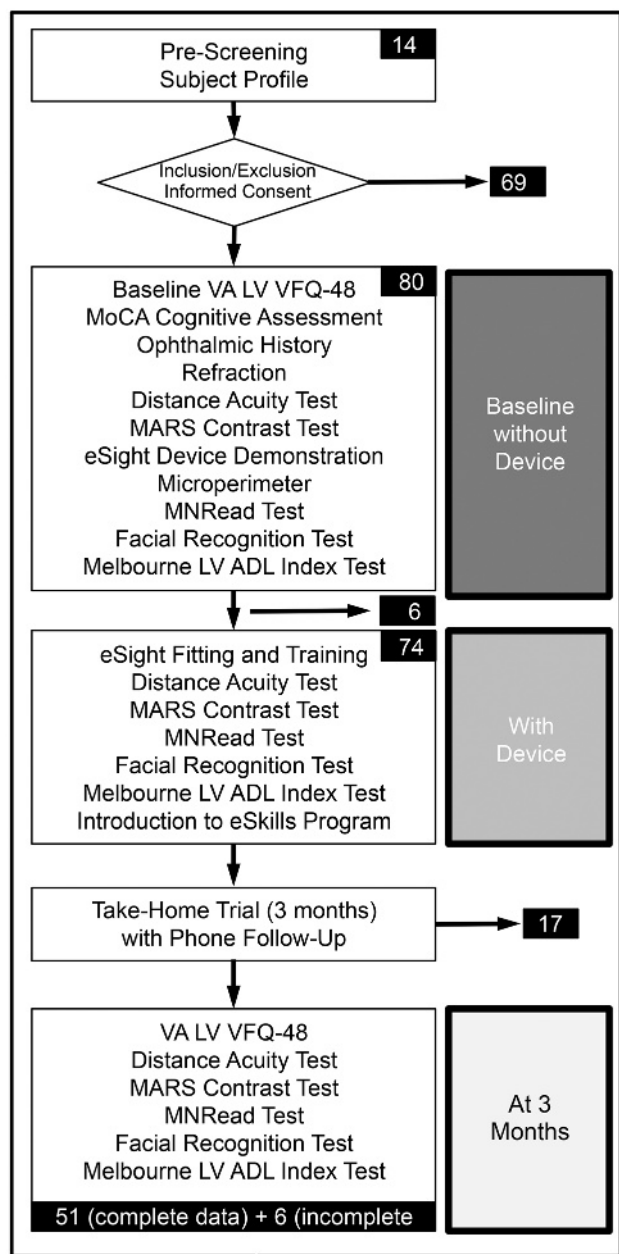 14
Pre-Screening
Subject Profile
Inclusion/Exclusion
Informed Consent
69
80
Baseline VA LV VFQ-48
MoCA Cognitive Assessment
Ophthalmic History
Refraction
Distance Acuity Test
MARS Contrast Test
eSight Device Demonstration
Microperimeter
MNRead Test
Facial Recognition Test
Melbourne LV ADL Index Test
Baseline
without
Device
6
74
eSight Fitting and Training
Distance Acuity Test
MARS Contrast Test
MNRead Test
Facial Recognition Test
Melbourne LV ADL Index Test
Introduction to eSkills Program
With
Device
Take-Home Trial (3 months)
with Phone Follow-Up
17
VA LV VFQ-48
Distance Acuity Test
MARS Contrast Test
MNRead Test
Facial Recognition Test
Melbourne LV ADL Index Test
51 (complete data) + 6 (incomplete
At 3
Months